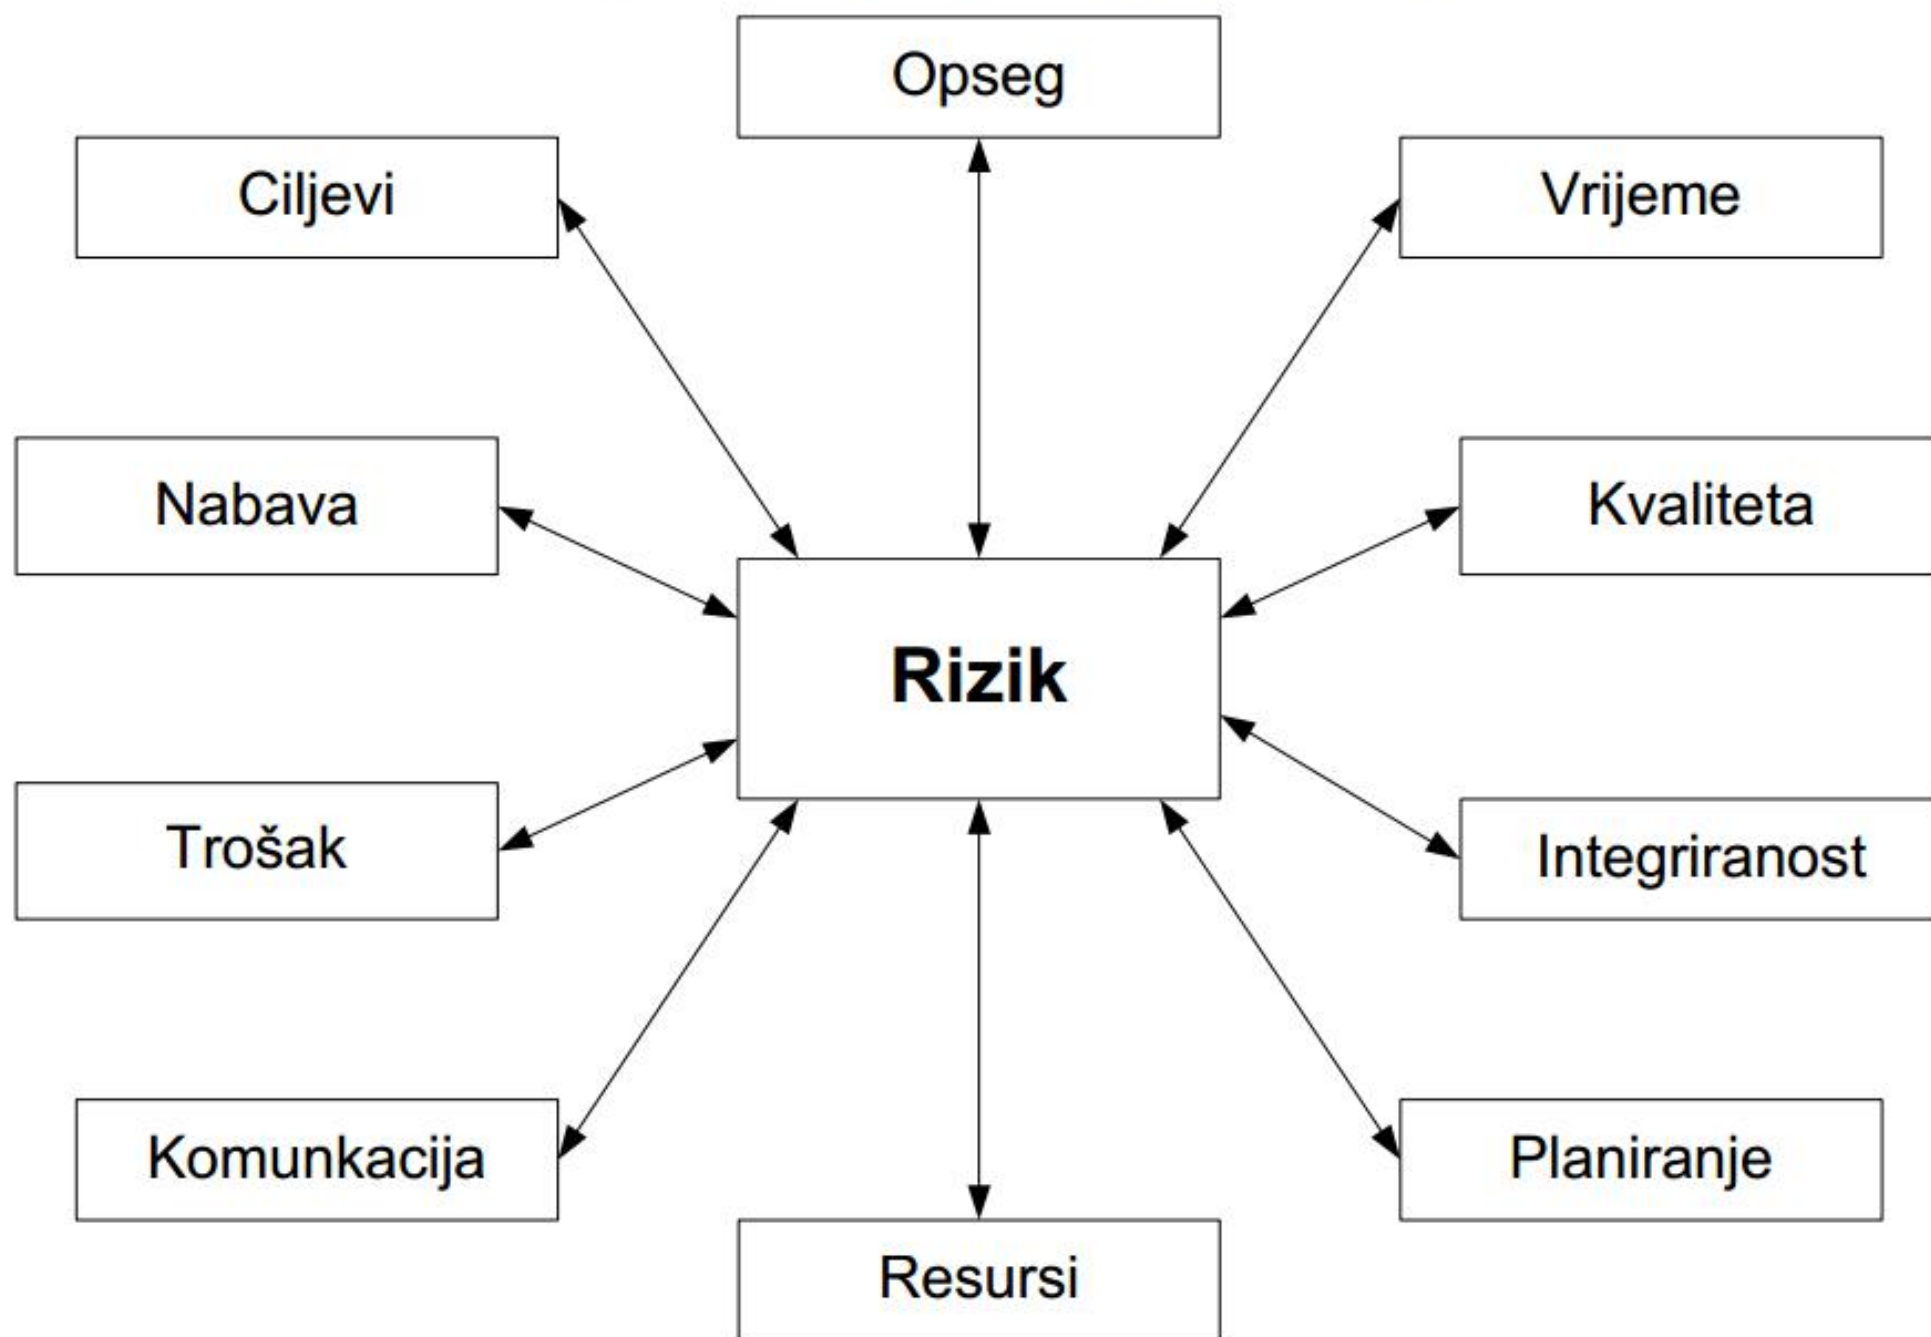 Opseg
Ciljevi
Vrijeme
Nabava
Kvaliteta
Rizik
Trošak
Integriranost
Komunkacija
Planiranje
Resursi